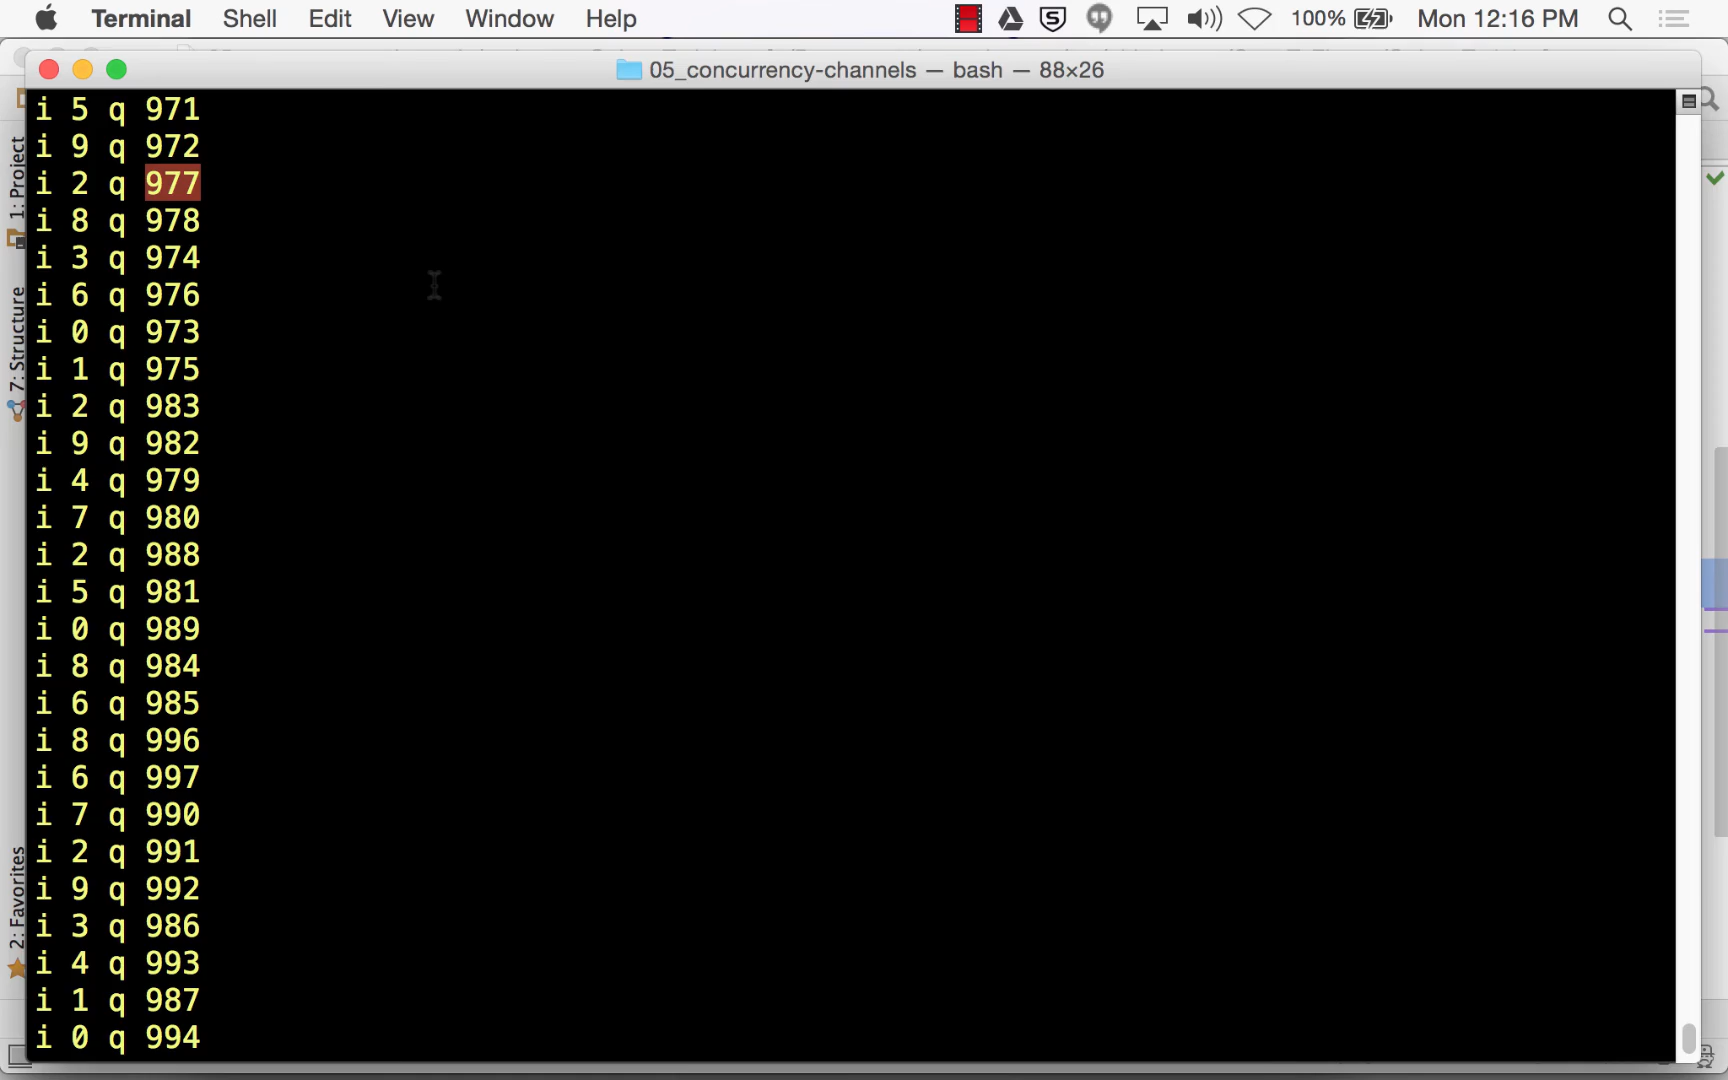 Terminal Shell Edit View Window Help 100% Mon 12:16 PM
05_concurrency-channels — bash — 88×26
1: Project
7: Structure
2: Favorites
i 5 q 971
i 9 q 972
i 2 q 977
i 8 q 978
i 3 q 974
i 6 q 976
i 0 q 973
i 1 q 975
i 2 q 983
i 9 q 982
i 4 q 979
i 7 q 980
i 2 q 988
i 5 q 981
i 0 q 989
i 8 q 984
i 6 q 985
i 8 q 996
i 6 q 997
i 7 q 990
i 2 q 991
i 9 q 992
i 3 q 986
i 4 q 993
i 1 q 987
i 0 q 994